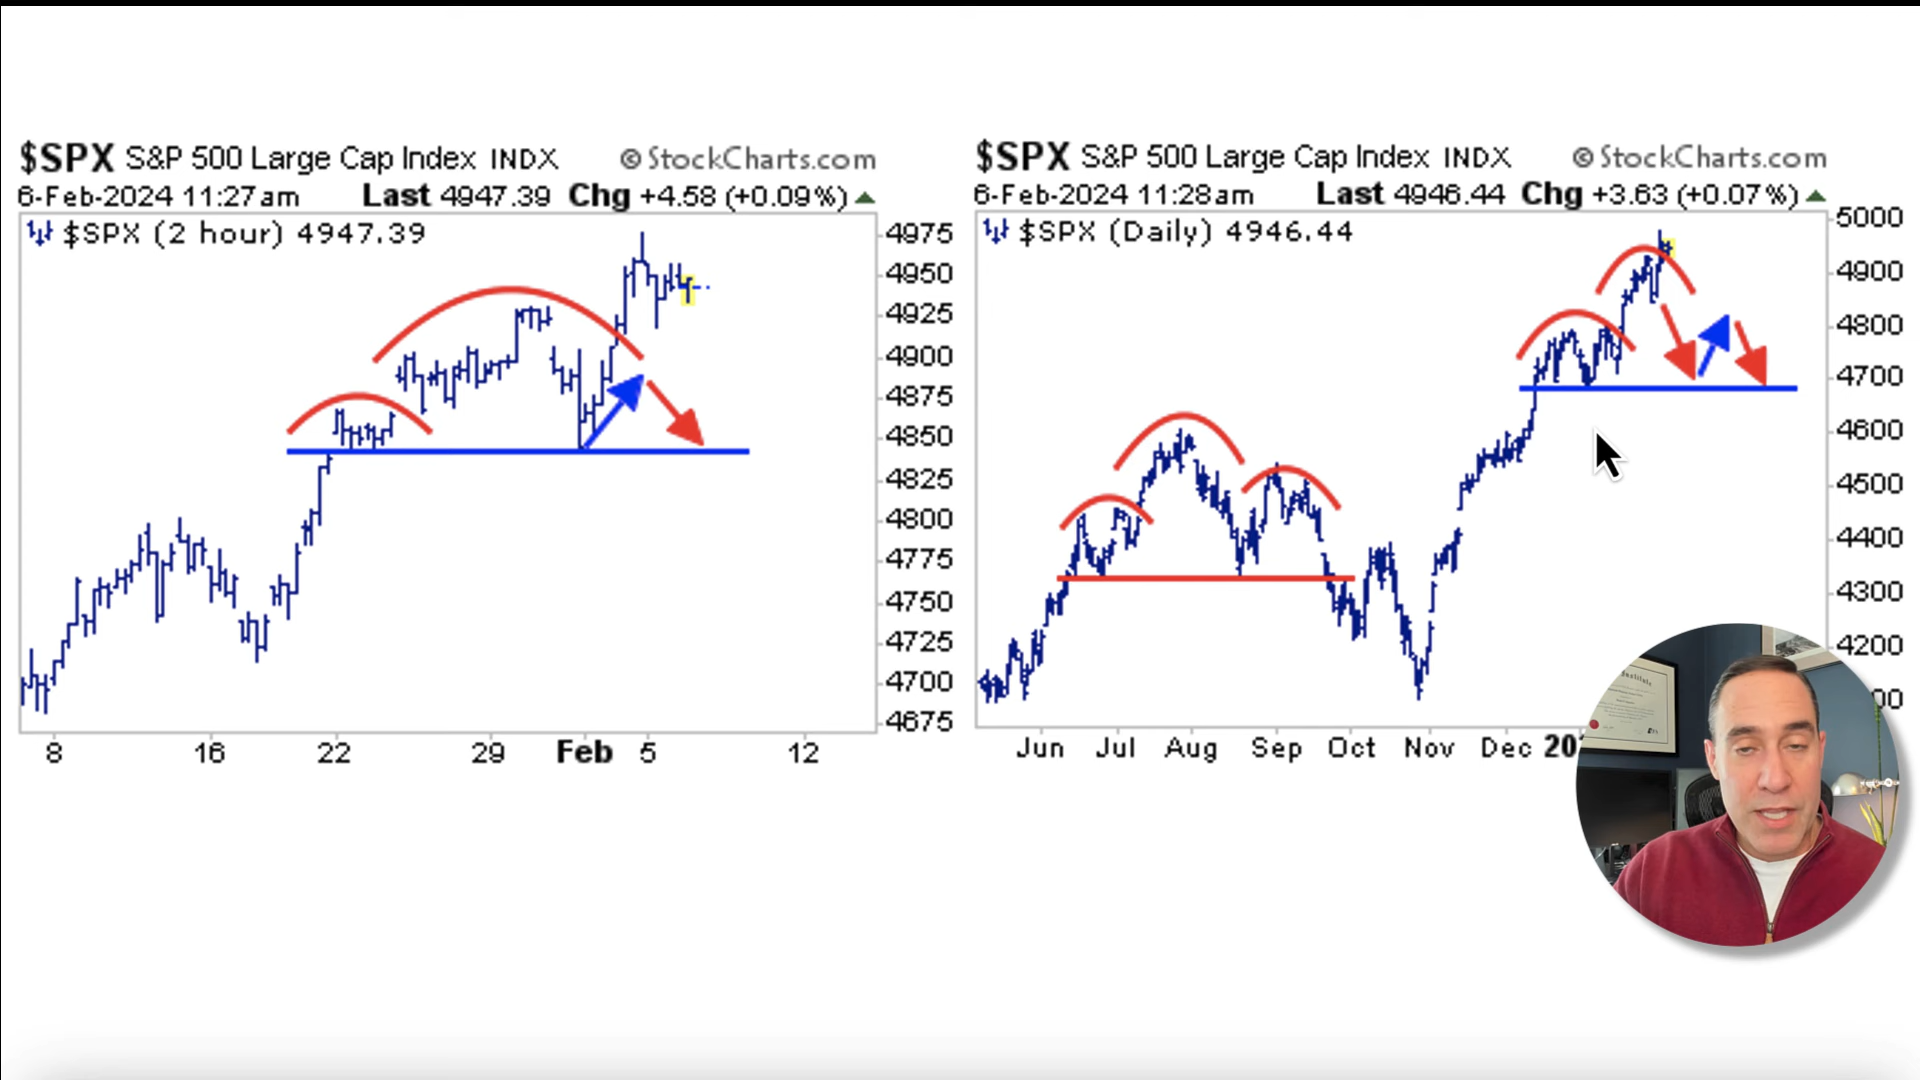 $SPX S&P 500 Large Cap Index INDX © StockCharts.com
6-Feb-2024 11:27am Last 4947.39 Chg +4.58 (+0.09%)
$SPX (2 hour) 4947.39
4975
4950
4925
4900
4875
4850
4825
4800
4775
4750
4725
4700
4675
8 16 22 29 Feb 5 12
$SPX S&P 500 Large Cap Index INDX © StockCharts.com
6-Feb-2024 11:28am Last 4946.44 Chg +3.63 (+0.07%)
$SPX (Daily) 4946.44
5000
4900
4800
4700
4600
4500
4400
4300
4200
00
Jun Jul Aug Sep Oct Nov Dec 20